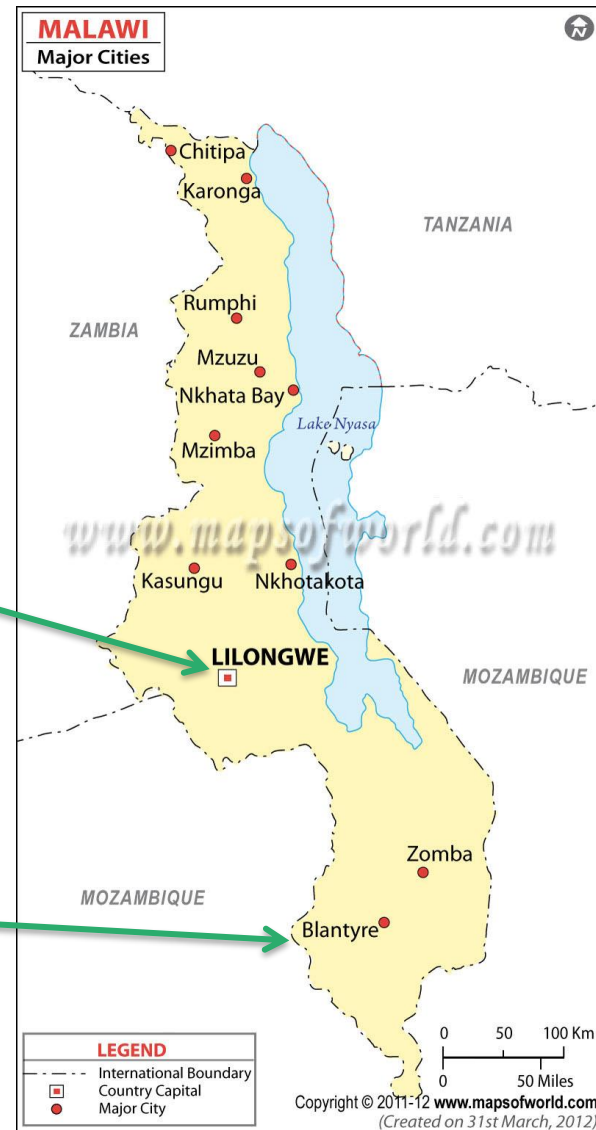 MALAWI
Major Cities
N
Chitipa
Karonga
TANZANIA
Rumphi
ZAMBIA
Mzuzu
Nkhata Bay
Lake Nyasa
Mzimba
www.mapsofworld.com
Kasungu
Nkhotakota
LILONGWE
MOZAMBIQUE
Zomba
MOZAMBIQUE
Blantyre
LEGEND
International Boundary
Country Capital
Major City
0 50 100 Km
0 50 Miles
Copyright © 2011-12 www.mapsofworld.com
(Created on 31st March, 2012)